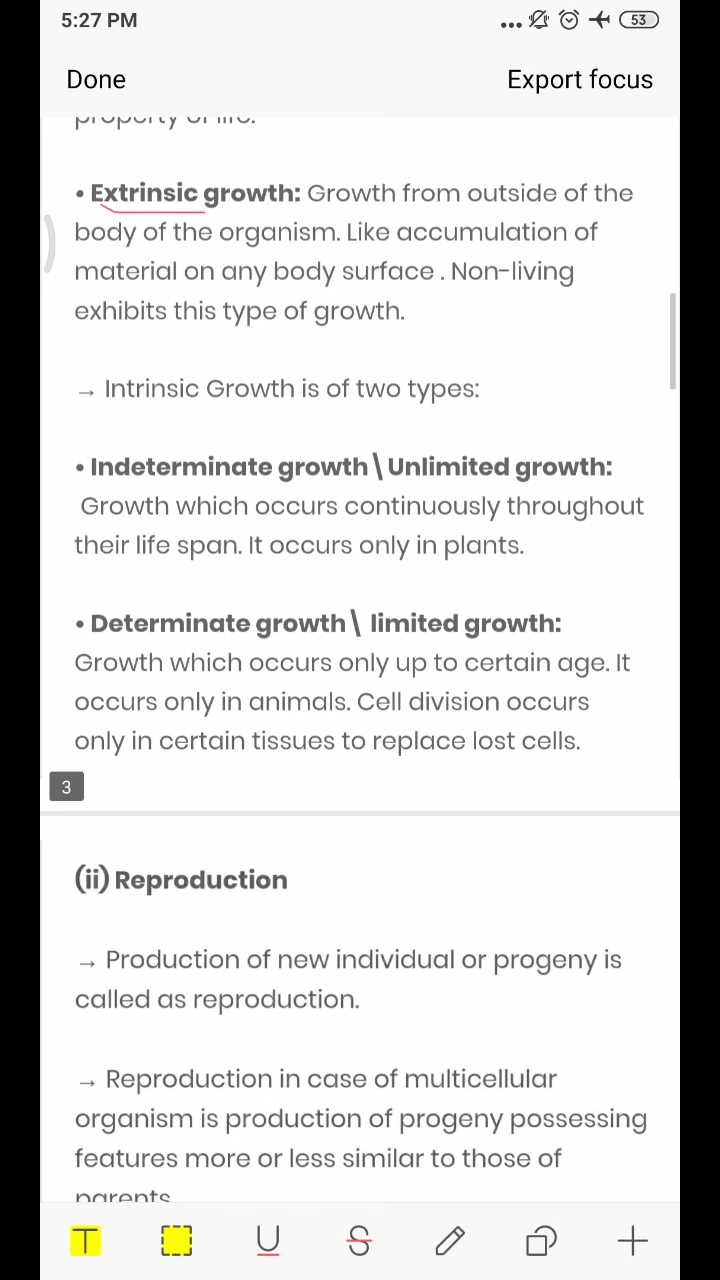 5:27 PM
53
Done
Export focus
property of life.
• Extrinsic growth: Growth from outside of the
body of the organism. Like accumulation of
material on any body surface . Non-living
exhibits this type of growth.
→ Intrinsic Growth is of two types:
• Indeterminate growth\Unlimited growth:
Growth which occurs continuously throughout
their life span. It occurs only in plants.
• Determinate growth\ limited growth:
Growth which occurs only up to certain age. It
occurs only in animals. Cell division occurs
only in certain tissues to replace lost cells.
3
(ii) Reproduction
→ Production of new individual or progeny is
called as reproduction.
→ Reproduction in case of multicellular
organism is production of progeny possessing
features more or less similar to those of
parents
T
U
S